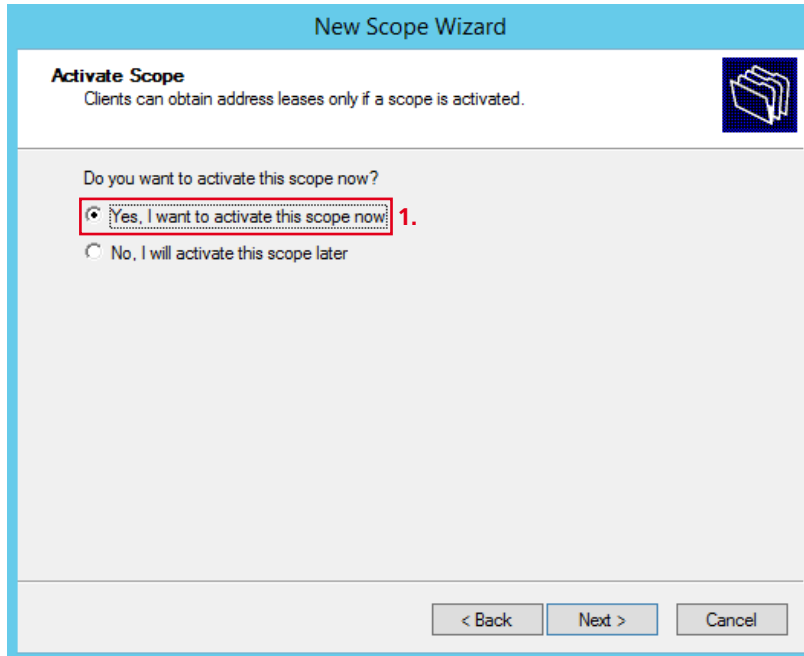 New Scope Wizard
Activate Scope
Clients can obtain address leases only if a scope is activated.
Do you want to activate this scope now?
Yes, I want to activate this scope now 1.
No, I will activate this scope later
< Back Next > Cancel